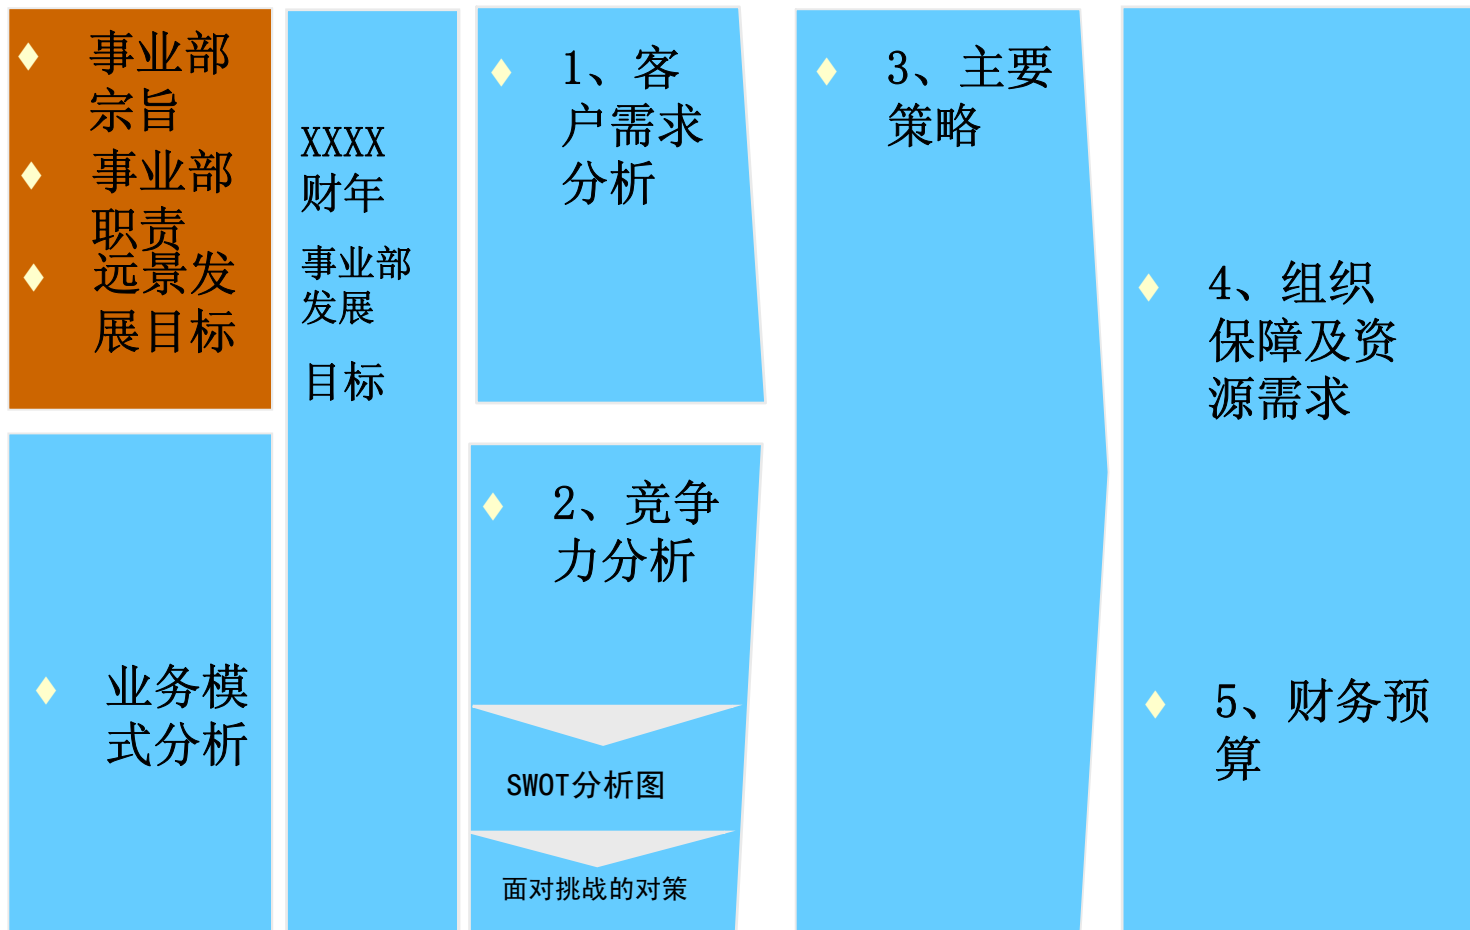 事业部
宗旨
事业部
职责
远景发
展目标
业务模
式分析
XXXX
财年
事业部
发展
目标
1、客
户需求
分析
2、竞争
力分析
SWOT分析图
面对挑战的对策
3、主要
策略
4、组织
保障及资
源需求
5、财务预
算